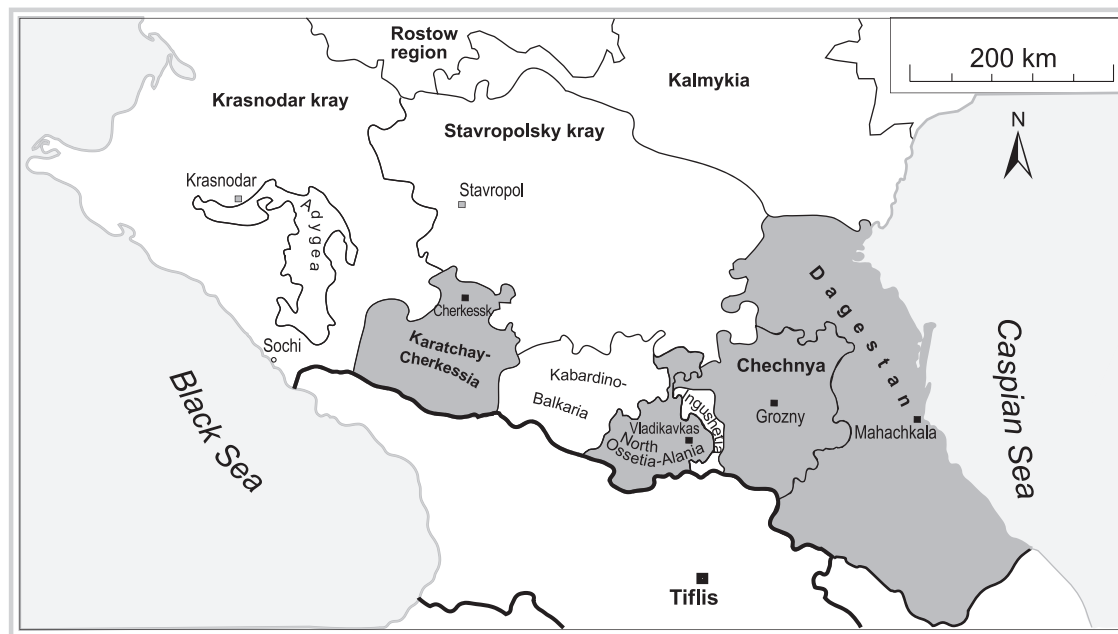 Rostow
region
200 km
Kalmykia
Krasnodar kray
N
Stavropolsky kray
Krasnodar
Stavropol
Adygea
Dagestan
Cherkessk
Sochi
Karatchay-
Cherkessia
Caspian Sea
Black Sea
Kabardino-
Balkaria
Chechnya
Ingushetia
Grozny
Vladikavkas
Mahachkala
North
Ossetia-Alania
Tiflis